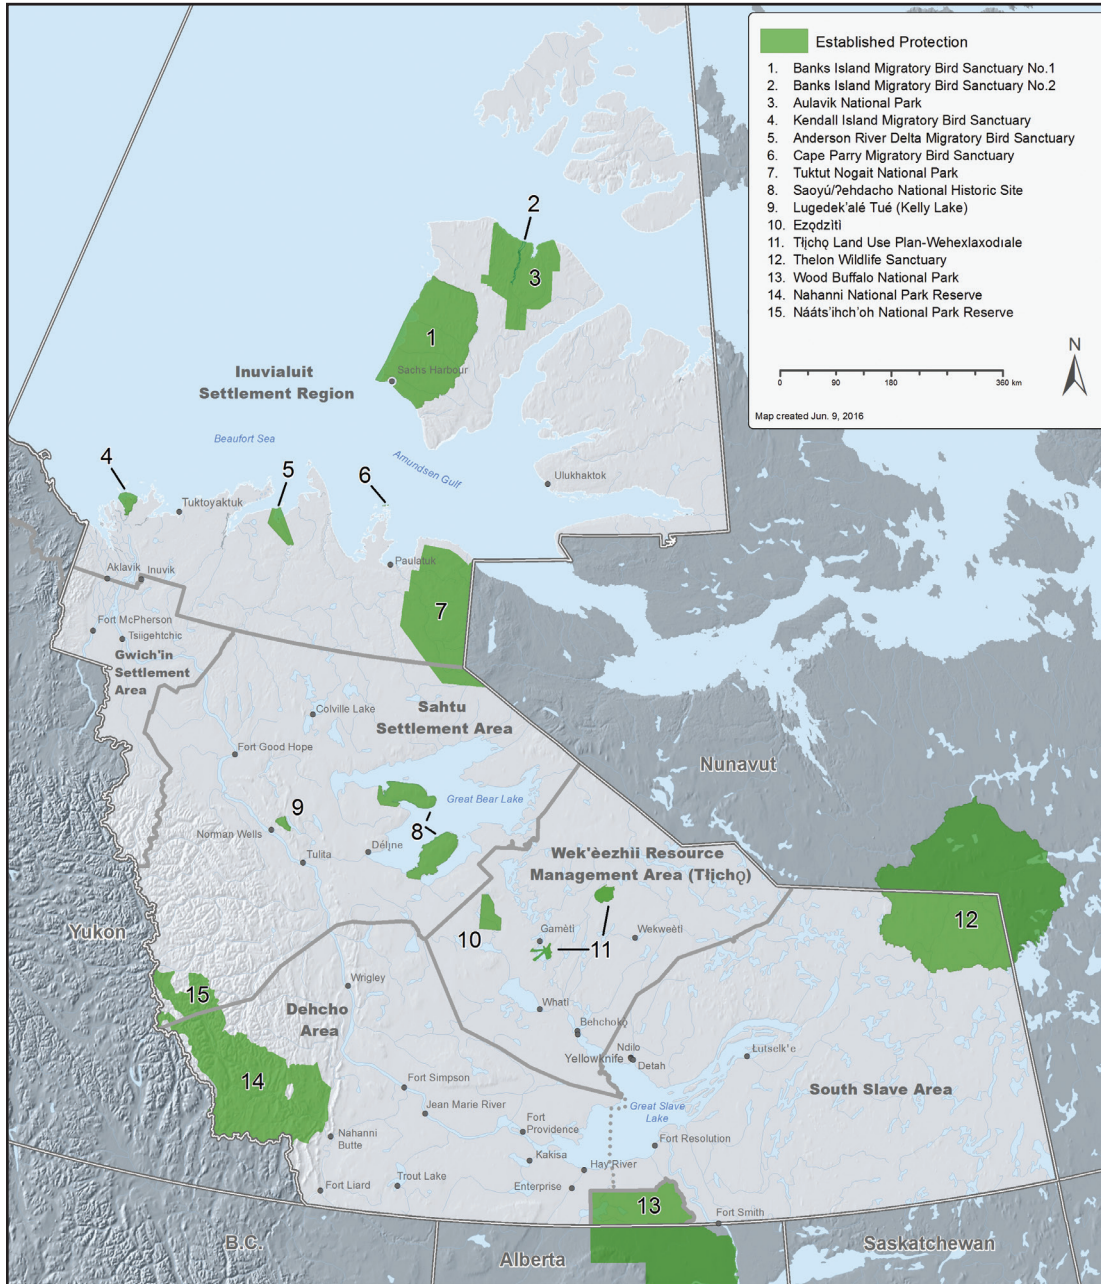 Established Protection
1. Banks Island Migratory Bird Sanctuary No.1
2. Banks Island Migratory Bird Sanctuary No.2
3. Aulavik National Park
4. Kendall Island Migratory Bird Sanctuary
5. Anderson River Delta Migratory Bird Sanctuary
6. Cape Parry Migratory Bird Sanctuary
7. Tuktut Nogait National Park
8. Saoyú/ʔehdacho National Historic Site
9. Lugedek'alé Tué (Kelly Lake)
10. Ezǫdzìtì
11. Tłįchǫ Land Use Plan-Wehexlaxodıale
12. Thelon Wildlife Sanctuary
13. Wood Buffalo National Park
14. Nahanni National Park Reserve
15. Nááts'ihch'oh National Park Reserve
N
0 90 180 360 km
Map created Jun. 9, 2016
2
3
1
Sachs Harbour
Inuvialuit
Settlement Region
Beaufort Sea
Amundsen Gulf
4
5
6
Ulukhaktok
Tuktoyaktuk
Paulatuk
Aklavik
Inuvik
7
Fort McPherson
Tsiigehtchic
Gwich'in
Settlement
Area
Colville Lake
Sahtu
Settlement Area
Fort Good Hope
Nunavut
Great Bear Lake
9
8
Norman Wells
Délįne
Tulita
Wek'èezhìi Resource
Management Area (Tłįchǫ)
12
Yukon
10
Gamètì
11
Wekweètì
15
Wrigley
Dehcho
Area
Whatì
Behchokǫ
Ndilo
Yellowknife
Detah
Łutselk'e
14
Fort Simpson
South Slave Area
Jean Marie River
Great Slave
Lake
Fort
Providence
Nahanni
Butte
Fort Resolution
Kakisa
Hay River
Trout Lake
Enterprise
Fort Liard
13
Fort Smith
B.C.
Alberta
Saskatchewan